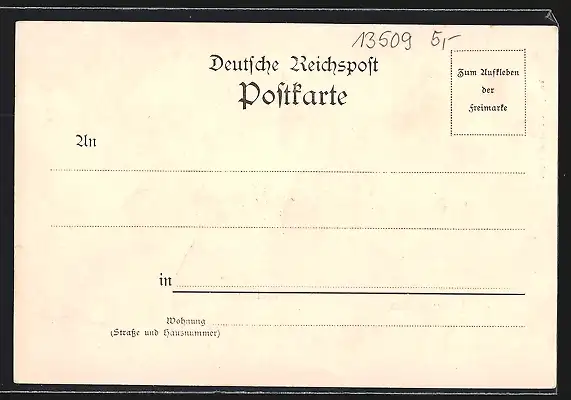 13509 5,-
Deutsche Reichspost
Postkarte
Zum Aufkleben
der
Freimarke
An
in
Wohnung
(Straße und Hausnummer)